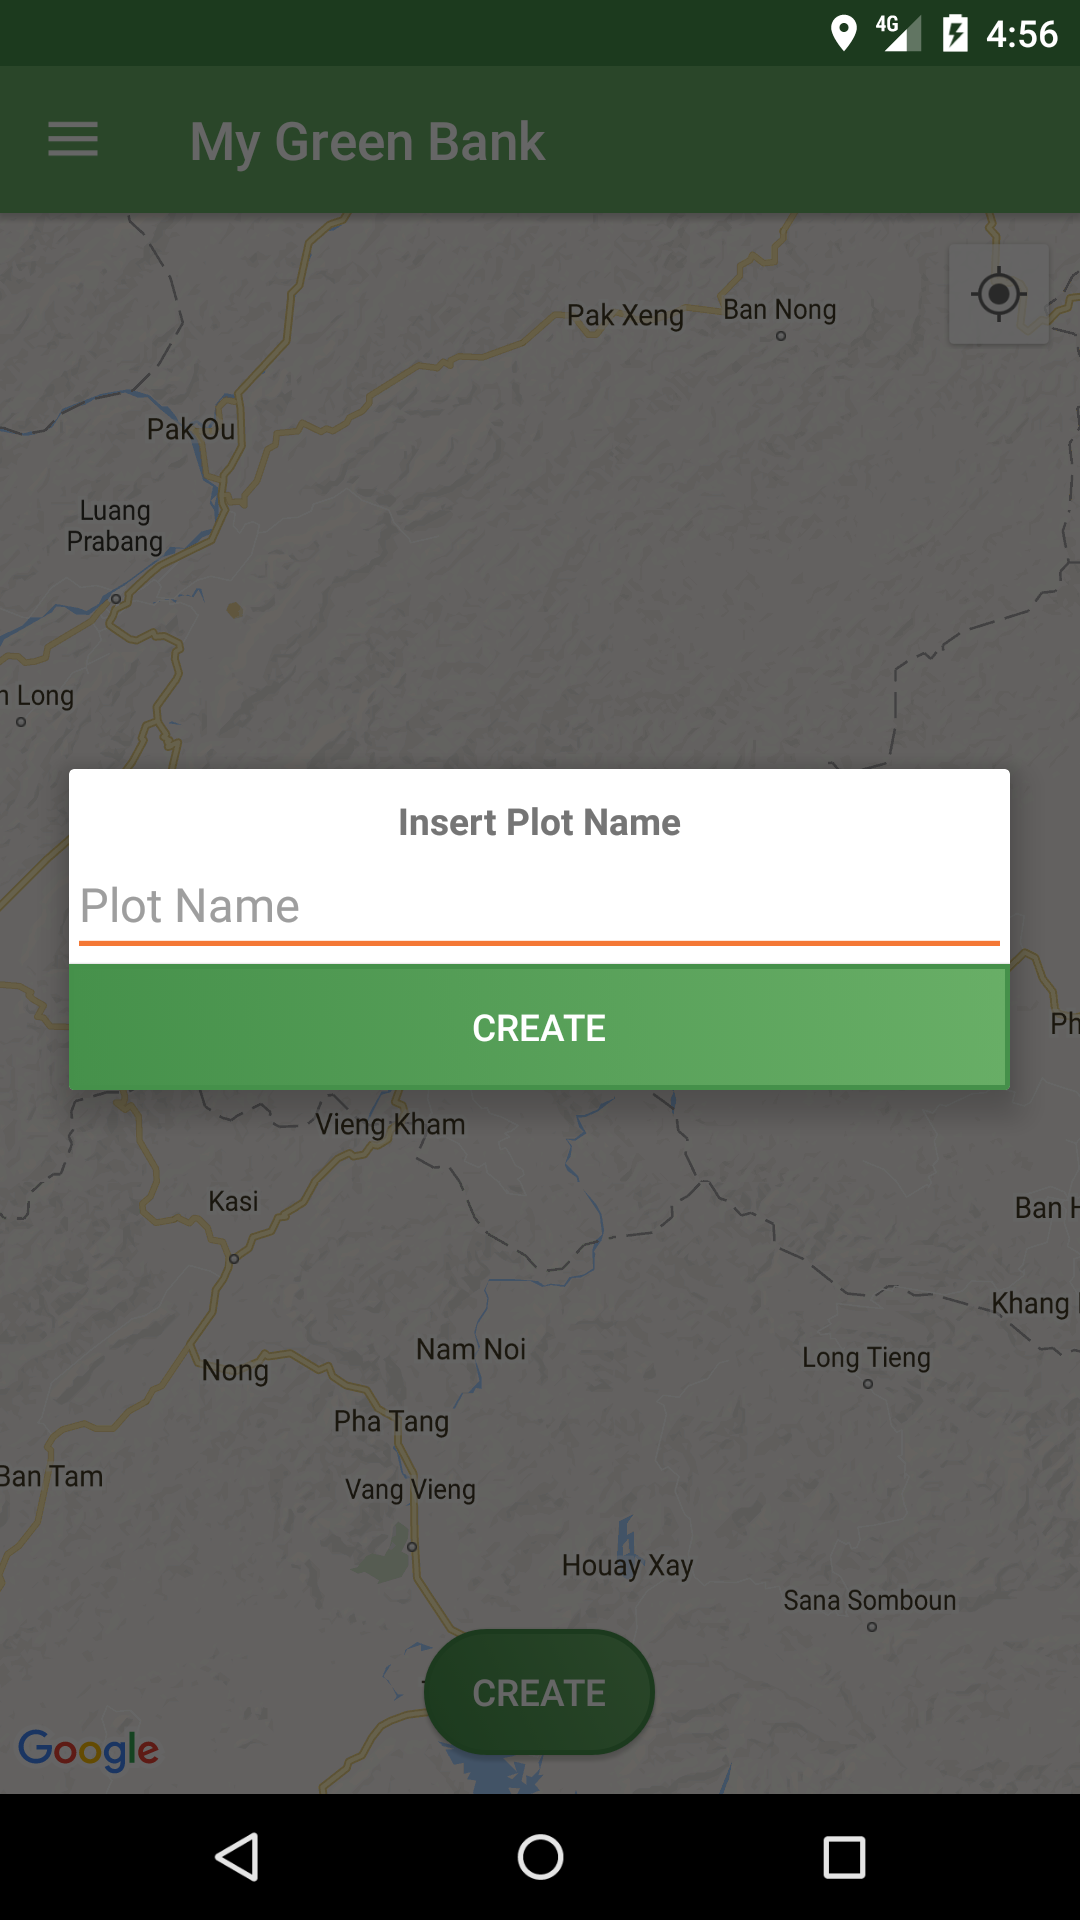 4G 4:56
My Green Bank
Pak Xeng
Ban Nong
Pak Ou
Luang
Prabang
Long
Insert Plot Name
Plot Name
CREATE
Ph
Vieng Kham
Kasi
Ban H
Khang
Nam Noi
Long Tieng
Nong
Pha Tang
Ban Tam
Vang Vieng
Houay Xay
Sana Somboun
CREATE
Google